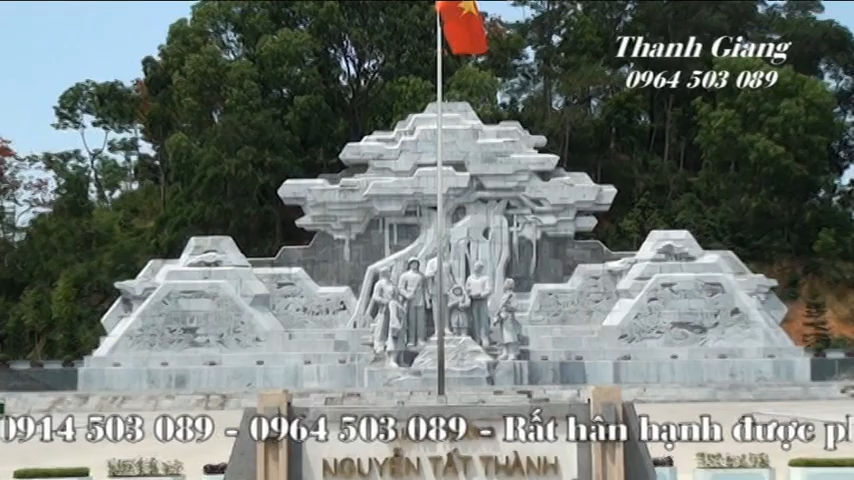 Thanh Giang
0964 503 089
0914 503 089 - 0964 503 089 - Rất hân hạnh được
NGUYỄN TẤT THÀNH